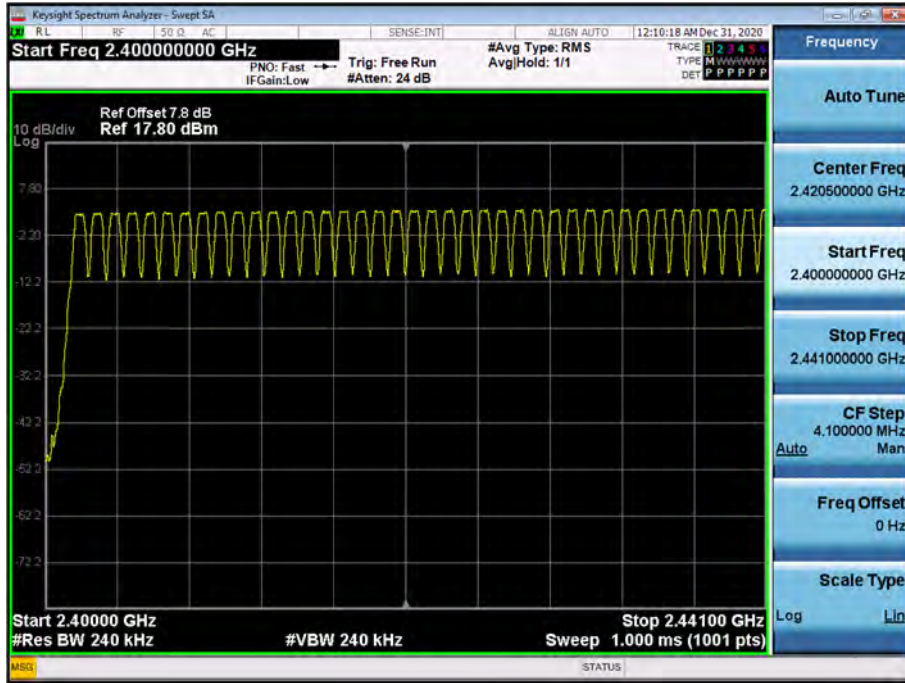 Keysight Spectrum Analyzer - Swept SA
RL RF 50 Ω AC SENSE:INT ALIGN AUTO 12:10:18 AM Dec 31, 2020
Start Freq 2.400000000 GHz
PNO: Fast
IFGain:Low
Trig: Free Run
#Atten: 24 dB
#Avg Type: RMS
Avg|Hold: 1/1
TRACE 1 2 3 4 5 6
TYPE M WWWWW
DET P P P P P P
Ref Offset 7.8 dB
10 dB/div Ref 17.80 dBm
Log
7.80
-2.20
-12.2
-22.2
-32.2
-42.2
-52.2
-62.2
-72.2
Start 2.40000 GHz Stop 2.44100 GHz
#Res BW 240 kHz #VBW 240 kHz Sweep 1.000 ms (1001 pts)
MSG STATUS
Frequency
Auto Tune
Center Freq
2.420500000 GHz
Start Freq
2.400000000 GHz
Stop Freq
2.441000000 GHz
CF Step
4.100000 MHz
Auto Man
Freq Offset
0 Hz
Scale Type
Log Lin